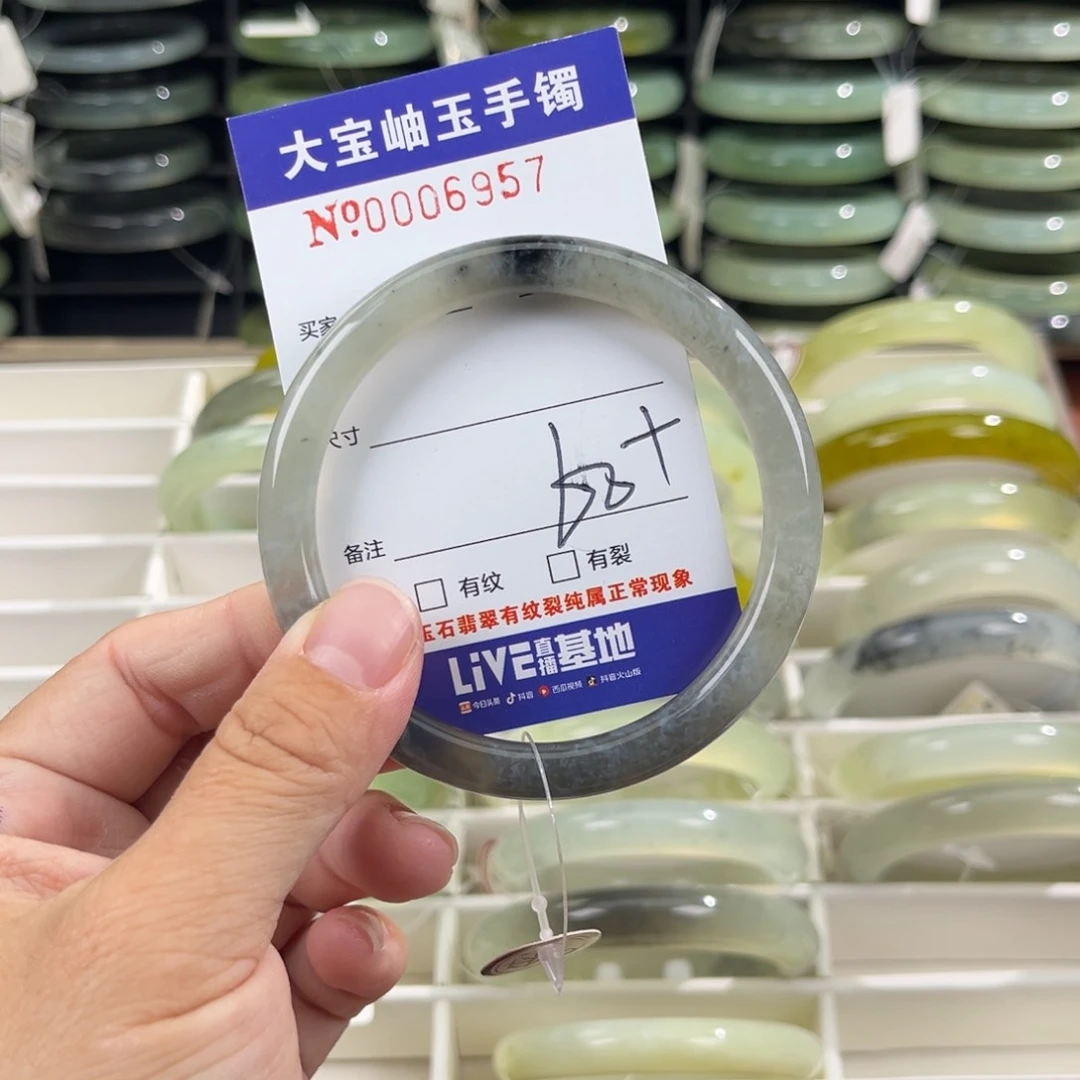 大宝岫玉手镯
№0006957
买家
尺寸
58+
备注
□ 有纹 □ 有裂
玉石翡翠有纹裂纯属正常现象
LiVE直播基地
今日头条 抖音 西瓜视频 抖音火山版